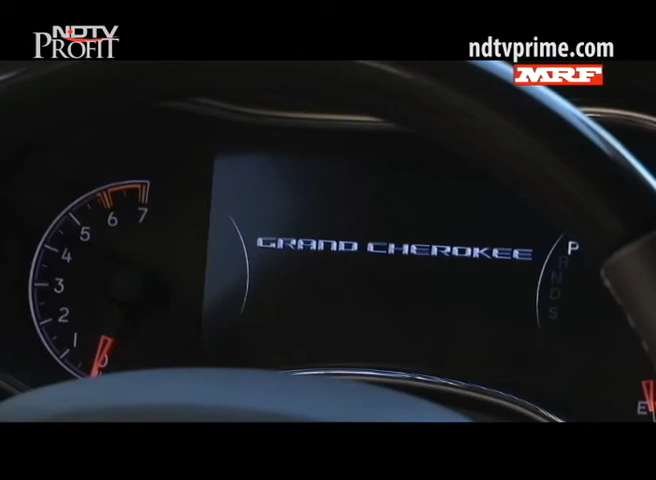 NDTV
PROFIT
ndtvprime.com
MRF
GRAND CHEROKEE
P
R
N
D
S
7
6
5
4
3
2
1
0
E